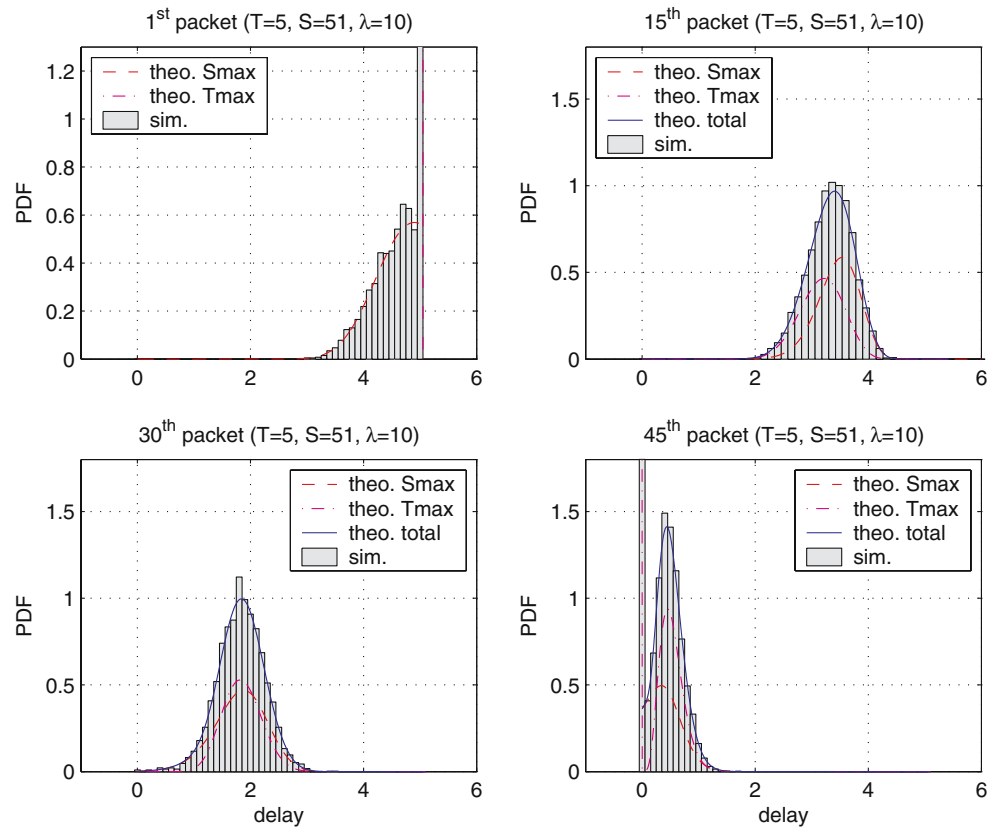 1st packet (T=5, S=51, λ=10)
theo. Smax
theo. Tmax
sim.
PDF
1.2
1
0.8
0.6
0.4
0.2
0
0 2 4 6
15th packet (T=5, S=51, λ=10)
theo. Smax
theo. Tmax
theo. total
sim.
PDF
1.5
1
0.5
0
0 2 4 6
30th packet (T=5, S=51, λ=10)
theo. Smax
theo. Tmax
theo. total
sim.
PDF
1.5
1
0.5
0
0 2 4 6
delay
45th packet (T=5, S=51, λ=10)
theo. Smax
theo. Tmax
theo. total
sim.
PDF
1.5
1
0.5
0
0 2 4 6
delay